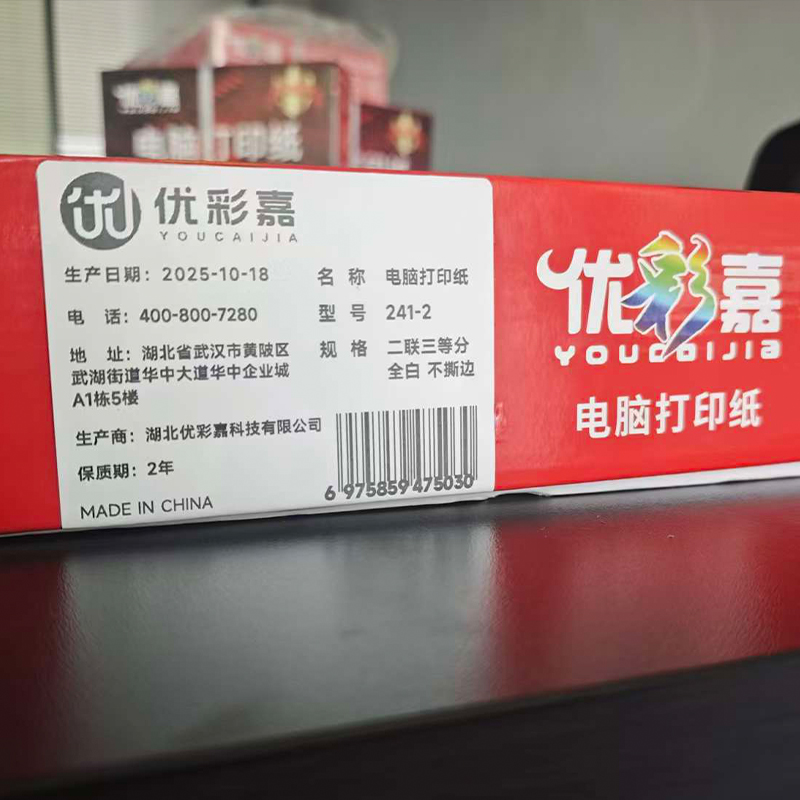 优彩嘉
电脑打印纸
优彩嘉
YOUCAIJIA
生产日期：2025-10-18
名 称 电脑打印纸
电 话：400-800-7280
型 号 241-2
地 址：湖北省武汉市黄陂区
武湖街道华中大道华中企业城
A1栋5楼
规 格 二联三等分
全白 不撕边
生产商：湖北优彩嘉科技有限公司
保质期：2年
MADE IN CHINA
6 975859 475030
优彩嘉
YOUCAIJIA
电脑打印纸